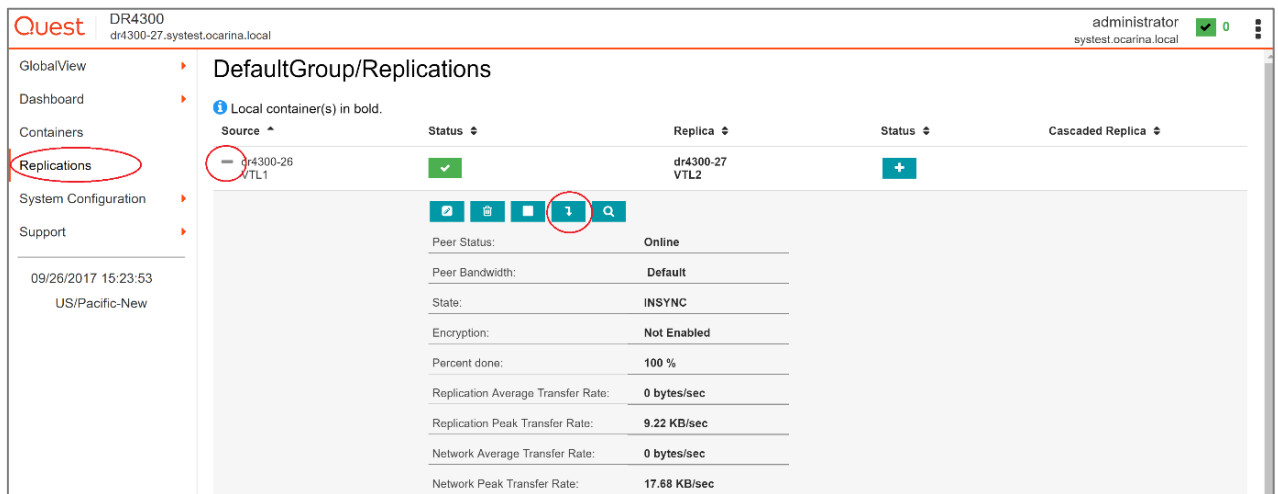 Quest
DR4300
dr4300-27.systest.ocarina.local
administrator
systest.ocarina.local
0
GlobalView
Dashboard
Containers
Replications
System Configuration
Support
09/26/2017 15:23:53
US/Pacific-New
DefaultGroup/Replications
Local container(s) in bold.
Source Status Replica Status Cascaded Replica
dr4300-26 dr4300-27
VTL1 VTL2
Peer Status: Online
Peer Bandwidth: Default
State: INSYNC
Encryption: Not Enabled
Percent done: 100 %
Replication Average Transfer Rate: 0 bytes/sec
Replication Peak Transfer Rate: 9.22 KB/sec
Network Average Transfer Rate: 0 bytes/sec
Network Peak Transfer Rate: 17.68 KB/sec